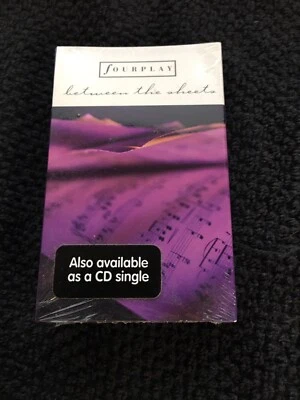 fOURPLAY
between the sheets
Also available
as a CD single